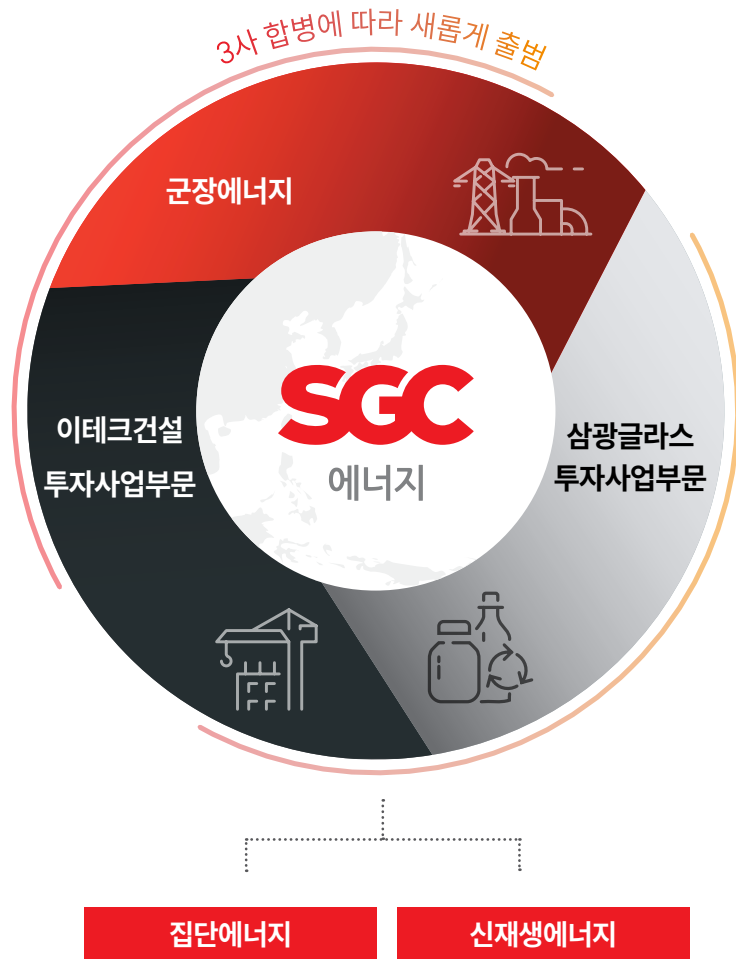 3사 합병에 따라 새롭게 출범
군장에너지
SGC
에너지
이테크건설
투자사업부문
삼광글라스
투자사업부문
집단에너지
신재생에너지